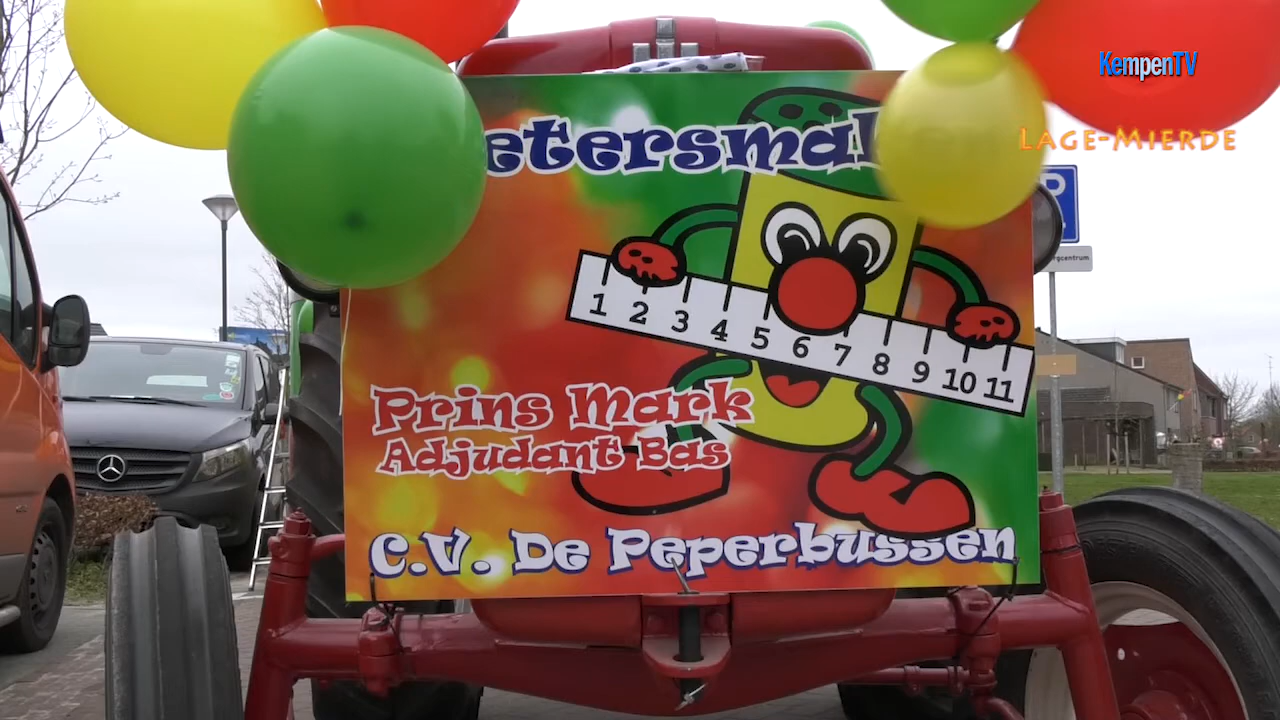 KempenTV
LAGE-MIERDE
etersmal
P
1 2 3 4 5 6 7 8 9 10 11
Prins Mark
Adjudant Bas
C.V. De Peperbussen